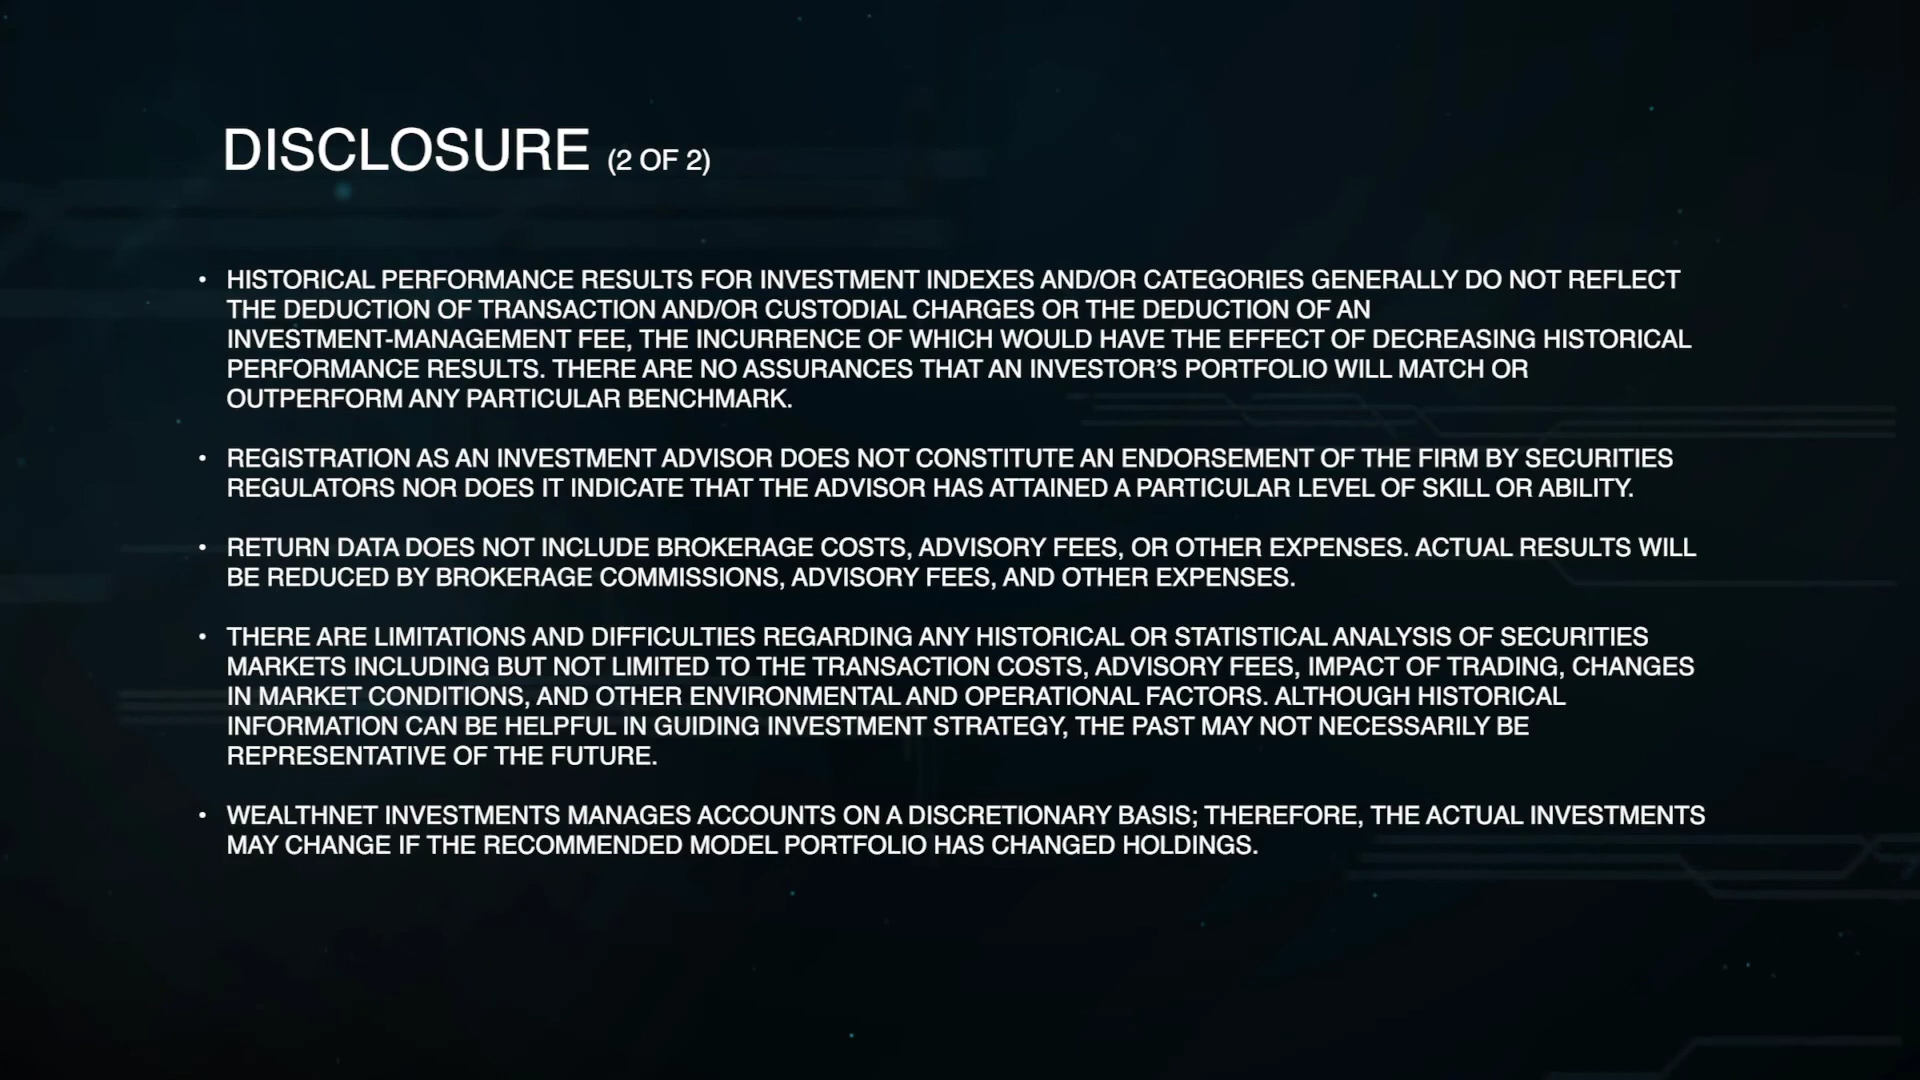 DISCLOSURE (2 OF 2)
• HISTORICAL PERFORMANCE RESULTS FOR INVESTMENT INDEXES AND/OR CATEGORIES GENERALLY DO NOT REFLECT
THE DEDUCTION OF TRANSACTION AND/OR CUSTODIAL CHARGES OR THE DEDUCTION OF AN
INVESTMENT-MANAGEMENT FEE, THE INCURRENCE OF WHICH WOULD HAVE THE EFFECT OF DECREASING HISTORICAL
PERFORMANCE RESULTS. THERE ARE NO ASSURANCES THAT AN INVESTOR’S PORTFOLIO WILL MATCH OR
OUTPERFORM ANY PARTICULAR BENCHMARK.
• REGISTRATION AS AN INVESTMENT ADVISOR DOES NOT CONSTITUTE AN ENDORSEMENT OF THE FIRM BY SECURITIES
REGULATORS NOR DOES IT INDICATE THAT THE ADVISOR HAS ATTAINED A PARTICULAR LEVEL OF SKILL OR ABILITY.
• RETURN DATA DOES NOT INCLUDE BROKERAGE COSTS, ADVISORY FEES, OR OTHER EXPENSES. ACTUAL RESULTS WILL
BE REDUCED BY BROKERAGE COMMISSIONS, ADVISORY FEES, AND OTHER EXPENSES.
• THERE ARE LIMITATIONS AND DIFFICULTIES REGARDING ANY HISTORICAL OR STATISTICAL ANALYSIS OF SECURITIES
MARKETS INCLUDING BUT NOT LIMITED TO THE TRANSACTION COSTS, ADVISORY FEES, IMPACT OF TRADING, CHANGES
IN MARKET CONDITIONS, AND OTHER ENVIRONMENTAL AND OPERATIONAL FACTORS. ALTHOUGH HISTORICAL
INFORMATION CAN BE HELPFUL IN GUIDING INVESTMENT STRATEGY, THE PAST MAY NOT NECESSARILY BE
REPRESENTATIVE OF THE FUTURE.
• WEALTHNET INVESTMENTS MANAGES ACCOUNTS ON A DISCRETIONARY BASIS; THEREFORE, THE ACTUAL INVESTMENTS
MAY CHANGE IF THE RECOMMENDED MODEL PORTFOLIO HAS CHANGED HOLDINGS.